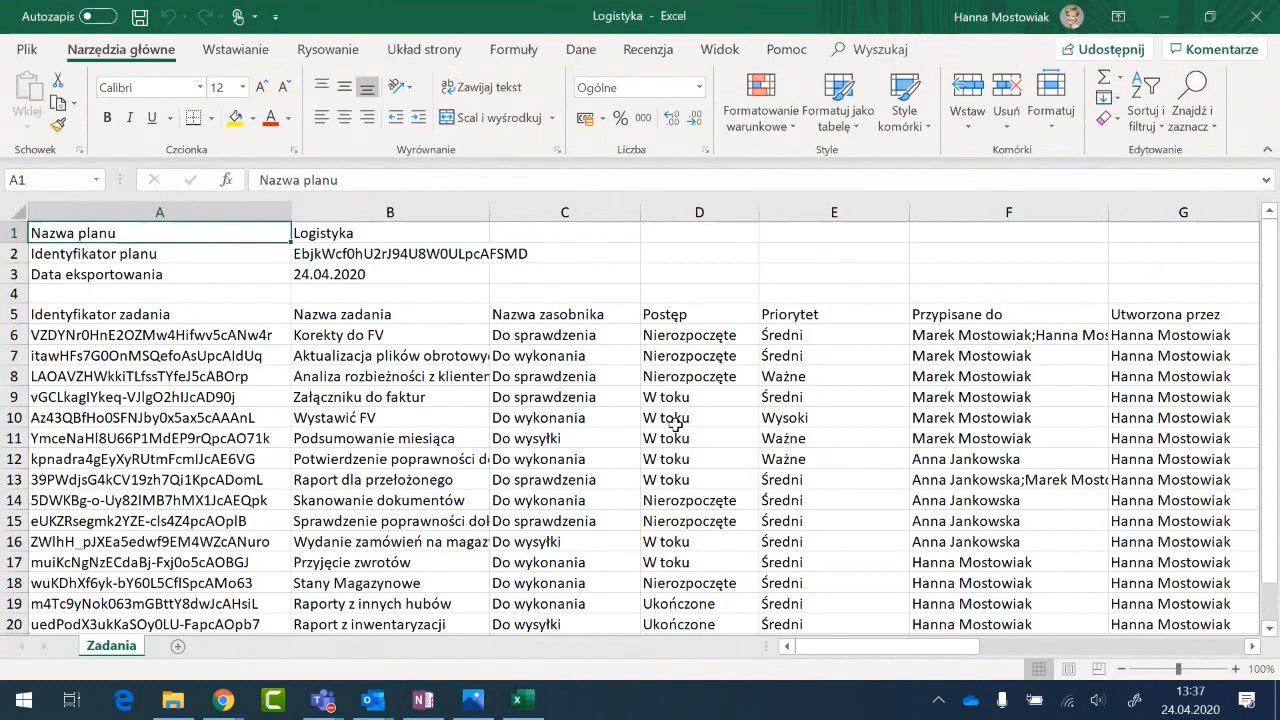 Autozapis Logistyka - Excel Hanna Mostowiak
Plik Narzędzia główne Wstawianie Rysowanie Układ strony Formuły Dane Recenzja Widok Pomoc Wyszukaj Udostępnij Komentarze
Wklej Calibri 12 Zawijaj tekst Ogólne Formatowanie warunkowe Formatuj jako tabelę Style komórki Wstaw Usuń Formatuj Sortuj i filtruj Znajdź i zaznacz
B I U A Scal i wyśrodkuj % 000
Schowek Czcionka Wyrównanie Liczba Style Komórki Edytowanie
A1 fx Nazwa planu
A B C D E F G
1 Nazwa planu Logistyka
2 Identyfikator planu EbjkWcf0hU2rJ94U8W0ULpcAFSMD
3 Data eksportowania 24.04.2020
4
5 Identyfikator zadania Nazwa zadania Nazwa zasobnika Postęp Priorytet Przypisane do Utworzona przez
6 VZDYNr0HnE2OZMw4Hifwv5cANw4r Korekty do FV Do sprawdzenia Nierozpoczęte Średni Marek Mostowiak;Hanna Mos Hanna Mostowiak
7 itawHFs7G0OnMSQefoAsUpcAIdUq Aktualizacja plików obrotowy Do wykonania Nierozpoczęte Średni Marek Mostowiak Hanna Mostowiak
8 LAOAVZHWkkiTLfssTYfeJ5cABOrp Analiza rozbieżności z klienten Do sprawdzenia Nierozpoczęte Ważne Marek Mostowiak Hanna Mostowiak
9 vGCLkagIYkeq-VJlgO2hIJcAD90j Załączniku do faktur Do sprawdzenia W toku Średni Marek Mostowiak Hanna Mostowiak
10 Az43QBfHo0SFNJby0x5ax5cAAAnL Wystawić FV Do wykonania W toku Wysoki Marek Mostowiak Hanna Mostowiak
11 YmceNaHI8U66P1MdEP9rQpcAO71k Podsumowanie miesiąca Do wysyłki W toku Ważne Marek Mostowiak Hanna Mostowiak
12 kpnadra4gEyXyRUtmFcmIJcAE6VG Potwierdzenie poprawności do Do wysyłki W toku Ważne Anna Jankowska Hanna Mostowiak
13 39PWdjsG4kCV19zh7Qi1KpcADomL Raport dla przełożonego Do sprawdzenia W toku Średni Anna Jankowska;Marek Mosto Hanna Mostowiak
14 5DWKBg-o-Uy82lMB7hMX1JcAEQpk Skanowanie dokumentów Do wykonania Nierozpoczęte Średni Anna Jankowska Hanna Mostowiak
15 eUKZRsegmk2YZE-cls4Z4pcAOplB Sprawdzenie poprawności dok Do sprawdzenia Nierozpoczęte Średni Anna Jankowska Hanna Mostowiak
16 ZWlhH_pJXEa5edwf9EM4WZcANuro Wydanie zamówień na magaz Do wysyłki W toku Średni Anna Jankowska Hanna Mostowiak
17 muiKcNgNzECdaBj-Fxj0o5cAOBGJ Przyjęcie zwrotów Do wykonania W toku Średni Hanna Mostowiak Hanna Mostowiak
18 wuKDhXf6yk-bY60L5CfISpcAMo63 Stany Magazynowe Do wykonania Nierozpoczęte Średni Hanna Mostowiak Hanna Mostowiak
19 m4Tc9yNok063mGBttY8dwJcAHsiL Raporty z innych hubów Do wykonania Ukończone Średni Hanna Mostowiak Hanna Mostowiak
20 uedPodX3ukKaSOy0LU-FapcAOpb7 Raport z inwentaryzacji Do wysyłki Ukończone Średni Hanna Mostowiak Hanna Mostowiak
Zadania
100%
13:37
24.04.2020